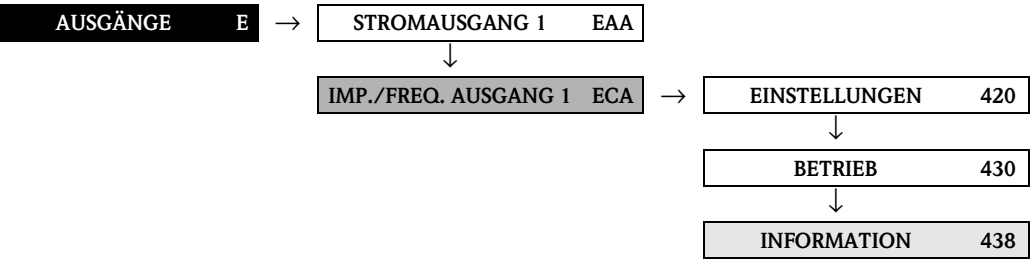 AUSGÄNGE E → STROMAUSGANG 1 EAA
↓
IMP./FREQ. AUSGANG 1 ECA → EINSTELLUNGEN 420
↓
BETRIEB 430
↓
INFORMATION 438